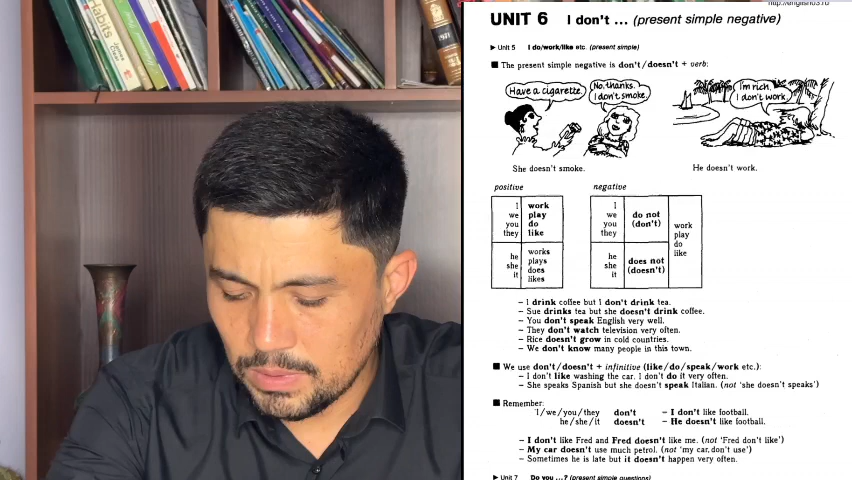 Habits
James
Clear
http://english03.ru
UNIT 6 I don't ... (present simple negative)
▶ Unit 5 I do/work/like etc. (present simple)
■ The present simple negative is don't/doesn't + verb:
Have a cigarette.
No, thanks.
I don't smoke.
I'm rich.
I don't work
She doesn't smoke.
He doesn't work.
positive
I work
we play
you do
they like
he works
she plays
it does
likes
negative
I
we
you
they
do not
(don't)
he
she
it
does not
(doesn't)
work
play
do
like
– I drink coffee but I don't drink tea.
– Sue drinks tea but she doesn't drink coffee.
– You don't speak English very well.
– They don't watch television very often.
– Rice doesn't grow in cold countries.
– We don't know many people in this town.
■ We use don't/doesn't + infinitive (like/do/speak/work etc.):
– I don't like washing the car. I don't do it very often.
– She speaks Spanish but she doesn't speak Italian. (not 'she doesn't speaks')
■ Remember:
I/we/you/they don't – I don't like football.
he/she/it doesn't – He doesn't like football.
– I don't like Fred and Fred doesn't like me. (not 'Fred don't like')
– My car doesn't use much petrol. (not 'my car don't use')
– Sometimes he is late but it doesn't happen very often.
▶ Unit 7 Do you ...? (present simple questions)